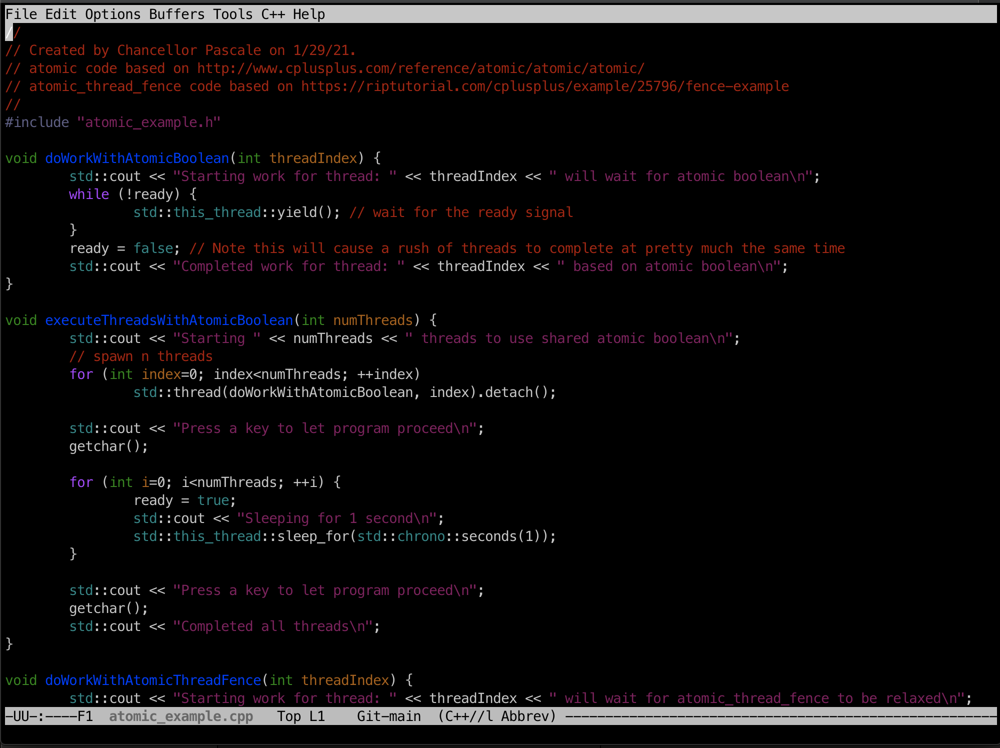 File Edit Options Buffers Tools C++ Help
//
// Created by Chancellor Pascale on 1/29/21.
// atomic code based on http://www.cplusplus.com/reference/atomic/atomic/atomic/
// atomic_thread_fence code based on https://riptutorial.com/cplusplus/example/25796/fence-example
//
#include "atomic_example.h"

void doWorkWithAtomicBoolean(int threadIndex) {
        std::cout << "Starting work for thread: " << threadIndex << " will wait for atomic boolean\n";
        while (!ready) {
                std::this_thread::yield(); // wait for the ready signal
        }
        ready = false; // Note this will cause a rush of threads to complete at pretty much the same time
        std::cout << "Completed work for thread: " << threadIndex << " based on atomic boolean\n";
}

void executeThreadsWithAtomicBoolean(int numThreads) {
        std::cout << "Starting " << numThreads << " threads to use shared atomic boolean\n";
        // spawn n threads
        for (int index=0; index<numThreads; ++index)
                std::thread(doWorkWithAtomicBoolean, index).detach();

        std::cout << "Press a key to let program proceed\n";
        getchar();

        for (int i=0; i<numThreads; ++i) {
                ready = true;
                std::cout << "Sleeping for 1 second\n";
                std::this_thread::sleep_for(std::chrono::seconds(1));
        }

        std::cout << "Press a key to let program proceed\n";
        getchar();
        std::cout << "Completed all threads\n";
}

void doWorkWithAtomicThreadFence(int threadIndex) {
        std::cout << "Starting work for thread: " << threadIndex << " will wait for atomic_thread_fence to be relaxed\n";
-UU-:----F1  atomic_example.cpp   Top L1    Git-main  (C++//l Abbrev) ------------------------------------------------------